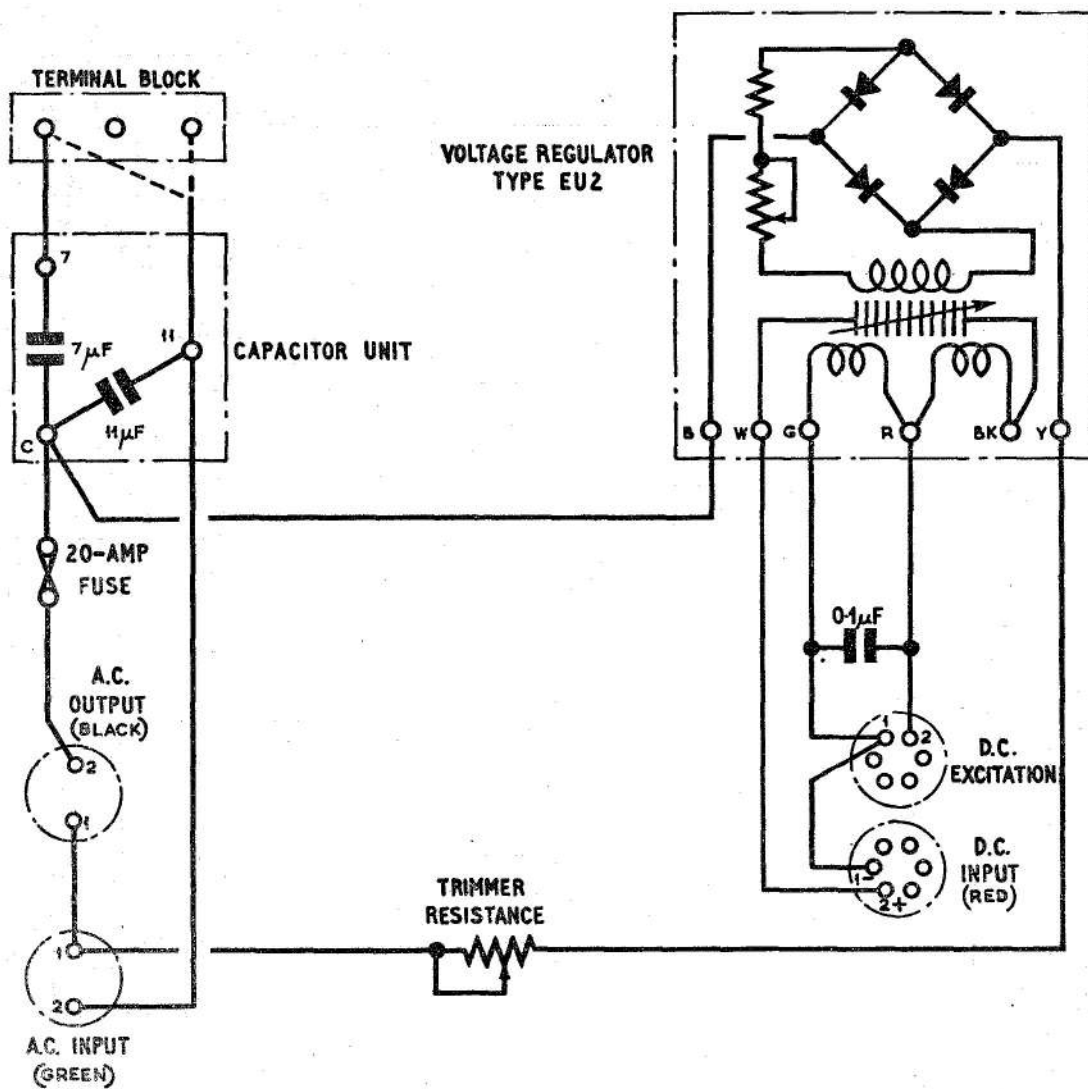 TERMINAL BLOCK
7
7μF
11
CAPACITOR UNIT
11μF
C
20-AMP
FUSE
A.C.
OUTPUT
(BLACK)
2
1
1
2
A.C. INPUT
(GREEN)
TRIMMER
RESISTANCE
VOLTAGE REGULATOR
TYPE EU2
B
W
G
R
BK
Y
0·1μF
1
2
D.C.
EXCITATION
D.C.
INPUT
(RED)
1-
2+